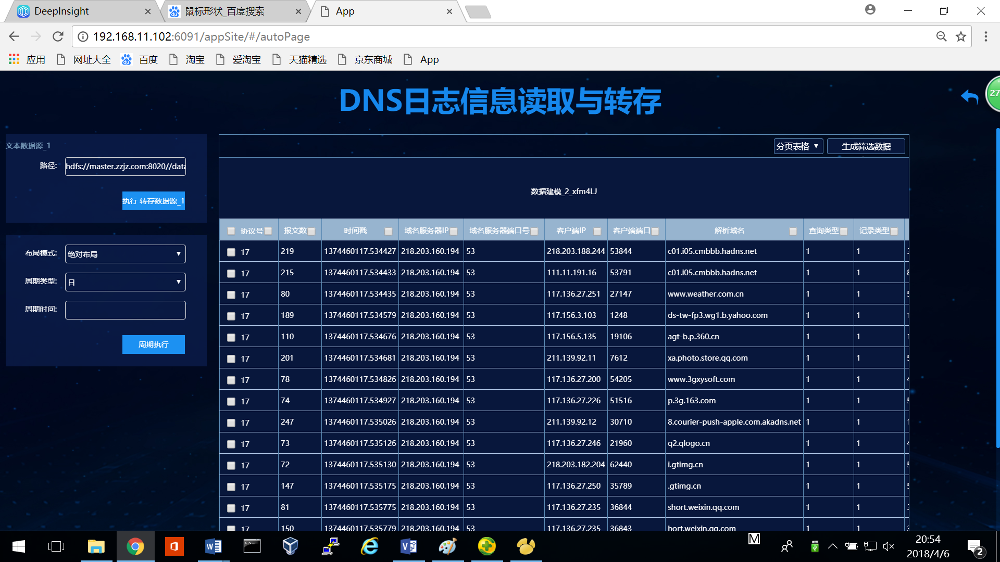 DeepInsight
鼠标形状_百度搜索
App
192.168.11.102:6091/appSite/#/autoPage
应用
网址大全
百度
淘宝
爱淘宝
天猫精选
京东商城
App
DNS日志信息读取与转存
27
文本数据源_1
路径: hdfs://master.zzjz.com:8020//data
执行 转存数据源_1
布局模式: 绝对布局
周期类型: 日
周期时间:
周期执行
分页表格
生成筛选数据
数据建模_2_xfm4LJ
协议号 报文数 时间戳 域名服务器IP 域名服务器端口号 客户端IP 客户端端口 解析域名 查询类型 记录类型
17 219 1374460117.534427 218.203.160.194 53 218.203.188.244 53844 c01.i05.cmbbb.hadns.net 1 1
17 215 1374460117.534433 218.203.160.194 53 111.11.191.16 53791 c01.i05.cmbbb.hadns.net 1 1
17 80 1374460117.534435 218.203.160.194 53 117.136.27.251 27147 www.weather.com.cn 1 1
17 189 1374460117.534579 218.203.160.194 53 117.156.3.103 1248 ds-tw-fp3.wg1.b.yahoo.com 1 1
17 110 1374460117.534676 218.203.160.194 53 117.156.5.135 19106 agt-b.p.360.cn 1 1
17 201 1374460117.534681 218.203.160.194 53 211.139.92.11 7612 xa.photo.store.qq.com 1 1
17 78 1374460117.534826 218.203.160.194 53 117.136.27.200 54205 www.3gxysoft.com 1 1
17 74 1374460117.534927 218.203.160.194 53 117.136.27.226 51516 p.3g.163.com 1 1
17 247 1374460117.535026 218.203.160.194 53 211.139.92.12 30710 8.courier-push-apple.com.akadns.net 1 1
17 73 1374460117.535126 218.203.160.194 53 117.136.27.246 21960 q2.qlogo.cn 1 1
17 72 1374460117.535130 218.203.160.194 53 218.203.182.204 62440 i.gtimg.cn 1 1
17 147 1374460117.535175 218.203.160.194 53 117.136.27.250 35789 .gtimg.cn 1 1
17 81 1374460117.535775 218.203.160.194 53 117.136.27.235 36844 short.weixin.qq.com 1 1
17 150 1374460117.535779 218.203.160.194 53 117.136.27.235 36843 hort.weixin.qq.com 1 1
M
20:54
2018/4/6
2